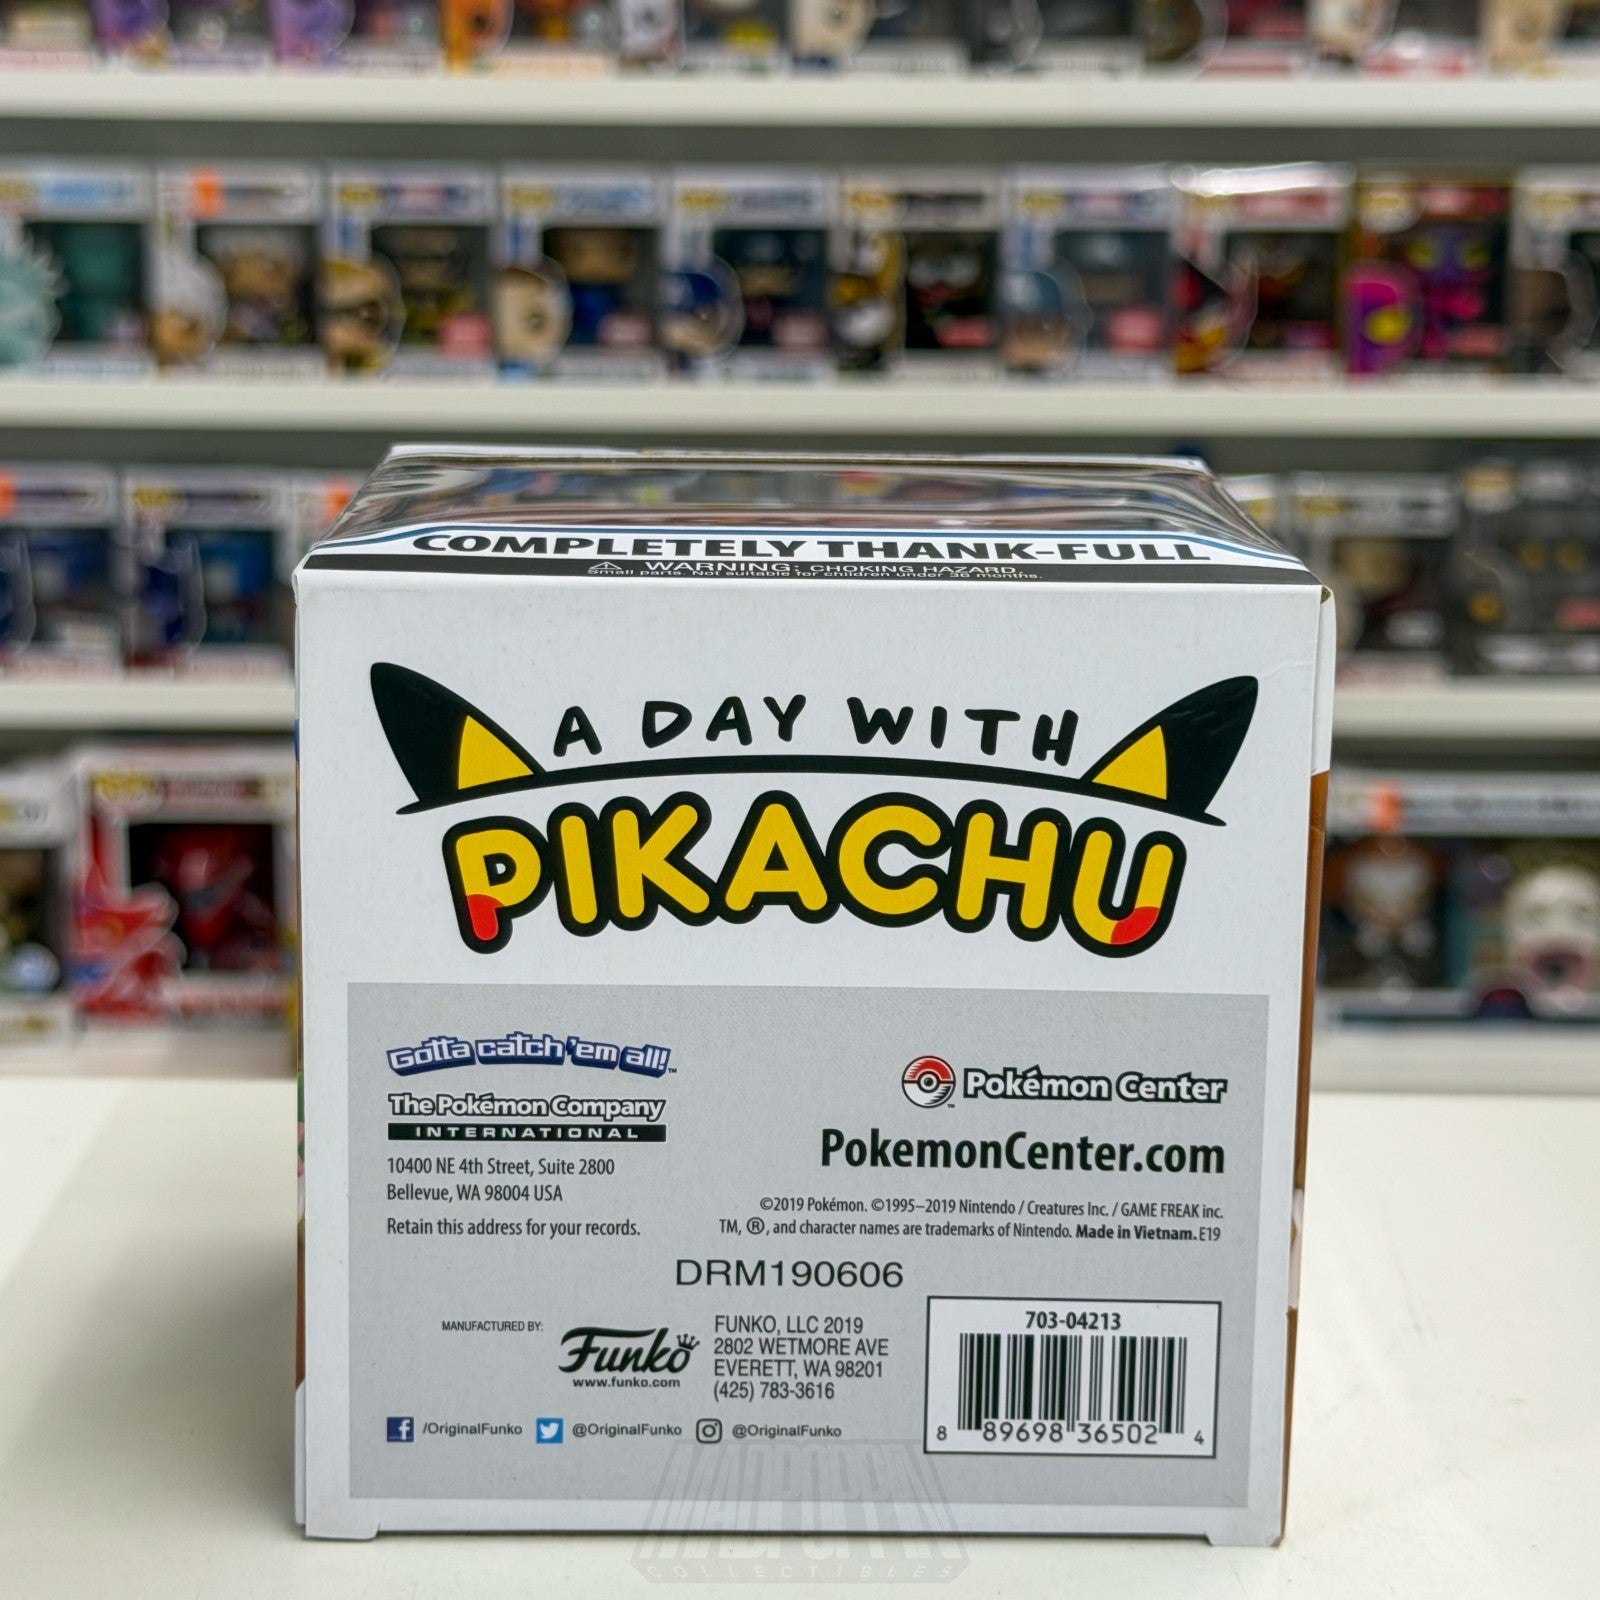 COMPLETELY THANK-FULL
WARNING: CHOKING HAZARD.
Small parts. Not suitable for children under 36 months.
A DAY WITH
PIKACHU
Gotta catch 'em all!™
The Pokémon Company
INTERNATIONAL
10400 NE 4th Street, Suite 2800
Bellevue, WA 98004 USA
Retain this address for your records.
Pokémon Center
PokemonCenter.com
©2019 Pokémon. ©1995–2019 Nintendo / Creatures Inc. / GAME FREAK inc.
TM, ®, and character names are trademarks of Nintendo. Made in Vietnam. E19
DRM190606
MANUFACTURED BY:
Funko
www.funko.com
FUNKO, LLC 2019
2802 WETMORE AVE
EVERETT, WA 98201
(425) 783-3616
/OriginalFunko @OriginalFunko @OriginalFunko
703-04213
8 89698 36502 4
MADPOPPIN
COLLECTIBLES